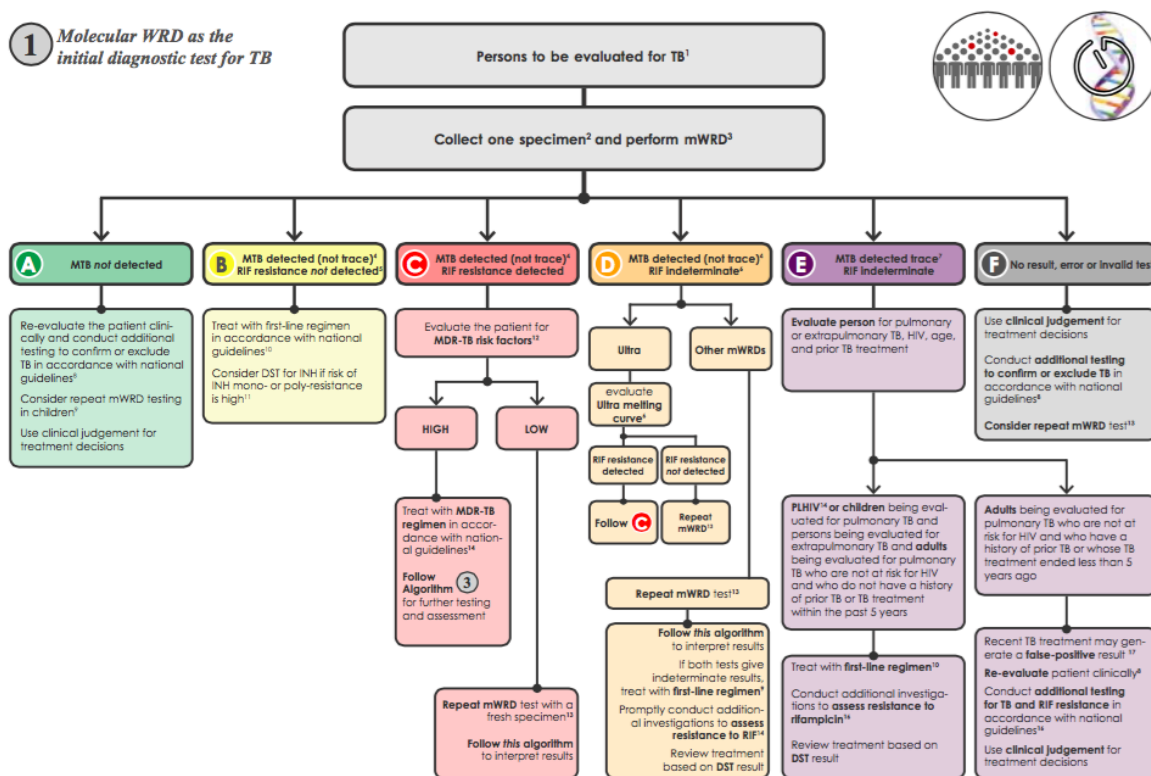 1
Molecular WRD as the
initial diagnostic test for TB
Persons to be evaluated for TB¹
Collect one specimen² and perform mWRD³
A
MTB not detected
Re-evaluate the patient clini-
cally and conduct additional
testing to confirm or exclude
TB in accordance with national
guidelines⁸
Consider repeat mWRD testing
in children⁹
Use clinical judgement for
treatment decisions
B
MTB detected (not trace)⁴
RIF resistance not detected⁵
Treat with first-line regimen
in accordance with national
guidelines¹⁰
Consider DST for INH if risk of
INH mono- or poly-resistance
is high¹¹
C
MTB detected (not trace)⁴
RIF resistance detected
Evaluate the patient for
MDR-TB risk factors¹²
HIGH
LOW
Treat with MDR-TB
regimen in accor-
dance with nation-
al guidelines¹⁴
Follow
Algorithm 3
for further testing
and assessment
Repeat mWRD test with a
fresh specimen¹³
Follow this algorithm
to interpret results
D
MTB detected (not trace)⁴
RIF indeterminate⁶
Ultra
Other mWRDs
evaluate
Ultra melting
curve⁶
RIF resistance
detected
RIF resistance
not detected
Follow C
Repeat
mWRD¹³
Repeat mWRD test¹³
Follow this algorithm
to interpret results
If both tests give
indeterminate results,
treat with first-line regimen⁹
Promptly conduct addition-
al investigations to assess
resistance to RIF¹⁴
Review treatment
based on DST result
E
MTB detected trace⁷
RIF indeterminate
Evaluate person for pulmonary
or extrapulmonary TB, HIV, age,
and prior TB treatment
PLHIV¹⁴ or children being eval-
uated for pulmonary TB and
persons being evaluated for
extrapulmonary TB and adults
being evaluated for pulmonary
TB who are not at risk for HIV
and who do not have a history
of prior TB or TB treatment
within the past 5 years
Treat with first-line regimen¹⁰
Conduct additional investiga-
tions to assess resistance to
rifampicin¹⁶
Review treatment based on
DST result
Adults being evaluated for
pulmonary TB who are not at
risk for HIV and who have a
history of prior TB or whose TB
treatment ended less than 5
years ago
Recent TB treatment may gen-
erate a false-positive result ¹⁷
Re-evaluate patient clinically⁸
Conduct additional testing
for TB and RIF resistance in
accordance with national
guidelines¹⁶
Use clinical judgement for
treatment decisions
F
No result, error or invalid test
Use clinical judgement for
treatment decisions
Conduct additional testing
to confirm or exclude TB in
accordance with national
guidelines⁸
Consider repeat mWRD test¹³